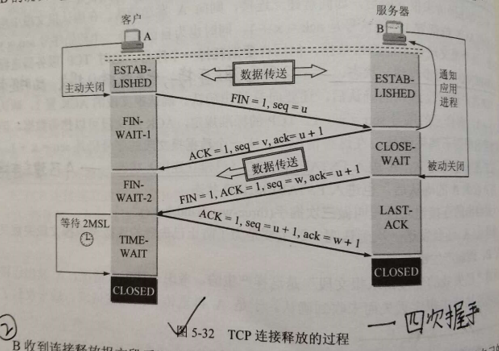 客户
服务器
A
B
ESTAB-
LISHED
数据传送
ESTAB-
LISHED
通知
应用
进程
主动关闭
FIN = 1, seq = u
FIN-
WAIT-1
ACK = 1, seq = v, ack= u + 1
CLOSE-
WAIT
数据传送
被动关闭
FIN-
WAIT-2
FIN = 1, ACK = 1, seq = w, ack= u + 1
等待 2MSL
ACK = 1, seq = u + 1, ack = w + 1
LAST-
ACK
TIME-
WAIT
CLOSED
CLOSED
图 5-32 TCP 连接释放的过程
一 四次握手
②
B 收到连接释放报文段